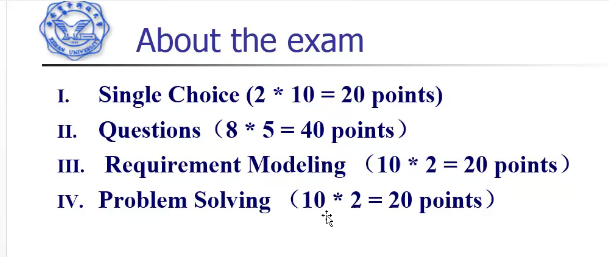 About the exam
I. Single Choice (2 * 10 = 20 points)
II. Questions（8 * 5 = 40 points）
III. Requirement Modeling （10 * 2 = 20 points）
IV. Problem Solving （10 * 2 = 20 points）